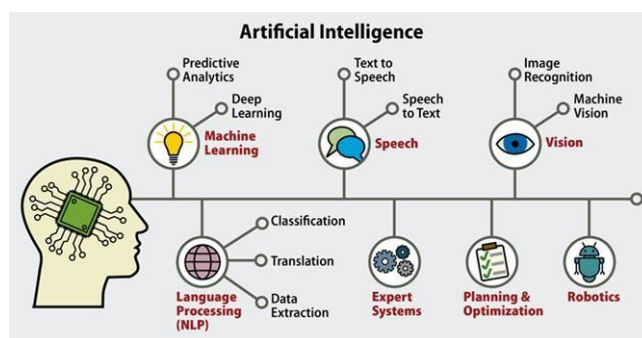 Artificial Intelligence
Predictive
Analytics
Deep
Learning
Machine
Learning
Text to
Speech
Speech
to Text
Speech
Image
Recognition
Machine
Vision
Vision
Classification
Translation
Data
Extraction
Language
Processing
(NLP)
Expert
Systems
Planning &
Optimization
Robotics